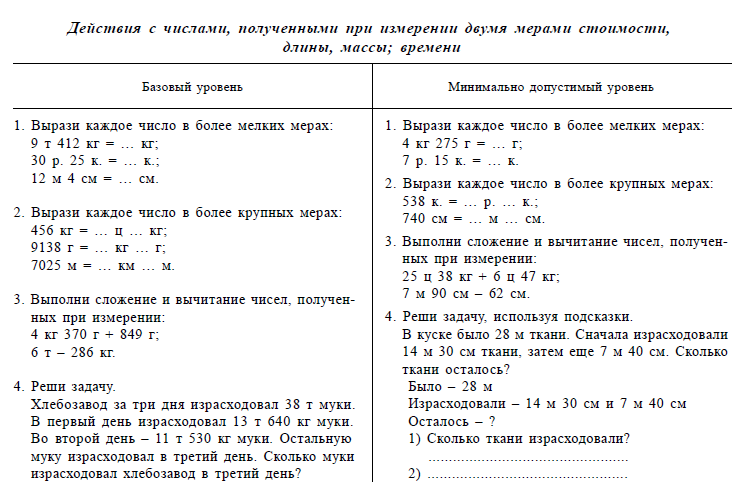 Действия с числами, полученными при измерении двумя мерами стоимости,
длины, массы; времени
Базовый уровень
1. Вырази каждое число в более мелких мерах:
9 т 412 кг = … кг;
30 р. 25 к. = … к.;
12 м 4 см = … см.
2. Вырази каждое число в более крупных мерах:
456 кг = … ц … кг;
9138 г = … кг … г;
7025 м = … км … м.
3. Выполни сложение и вычитание чисел, получен-
ных при измерении:
4 кг 370 г + 849 г;
6 т – 286 кг.
4. Реши задачу.
Хлебозавод за три дня израсходовал 38 т муки.
В первый день израсходовал 13 т 640 кг муки.
Во второй день – 11 т 530 кг муки. Остальную
муку израсходовал в третий день. Сколько муки
израсходовал хлебозавод в третий день?
Минимально допустимый уровень
1. Вырази каждое число в более мелких мерах:
4 кг 275 г = … г;
7 р. 15 к. = … к.
2. Вырази каждое число в более крупных мерах:
538 к. = … р. … к.;
740 см = … м … см.
3. Выполни сложение и вычитание чисел, получен-
ных при измерении:
25 ц 38 кг + 6 ц 47 кг;
7 м 90 см – 62 см.
4. Реши задачу, используя подсказки.
В куске было 28 м ткани. Сначала израсходовали
14 м 30 см ткани, затем еще 7 м 40 см. Сколько
ткани осталось?
Было – 28 м
Израсходовали – 14 м 30 см и 7 м 40 см
Осталось – ?
1) Сколько ткани израсходовали?
.................................................
2) .................................................